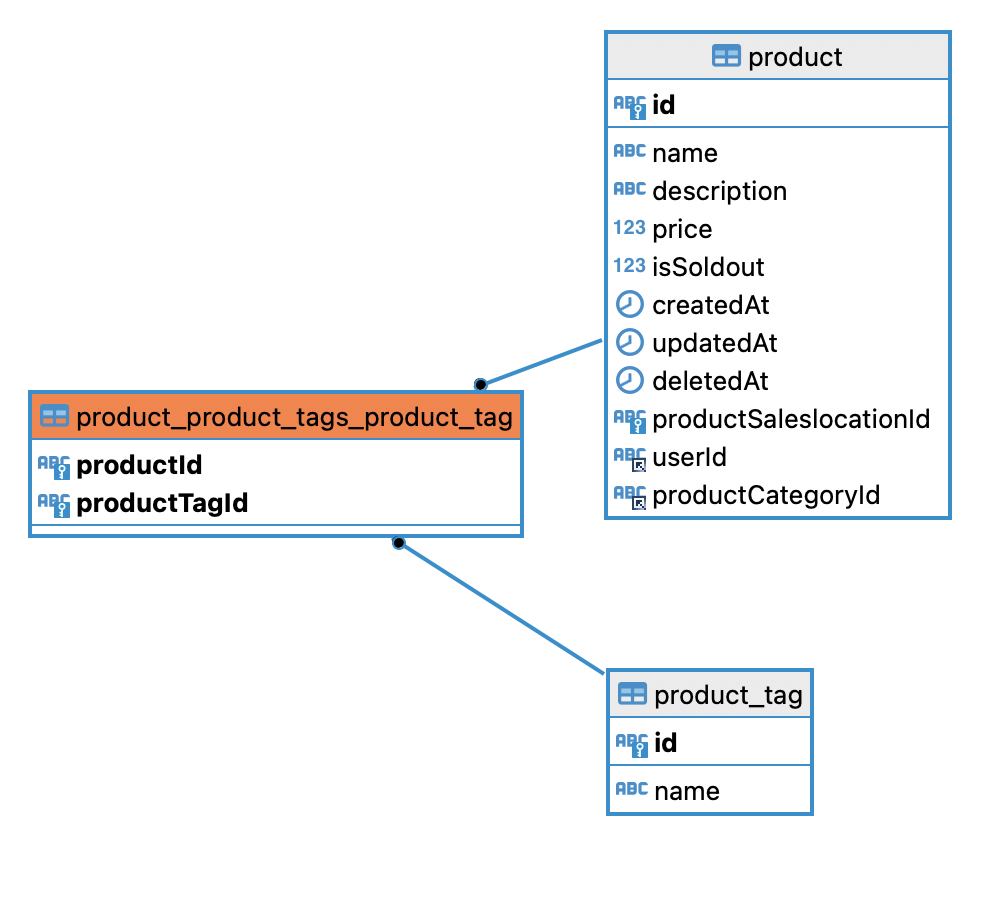 product
ABC id
ABC name
ABC description
123 price
123 isSoldout
createdAt
updatedAt
deletedAt
ABC productSaleslocationId
ABC userId
ABC productCategoryId
product_product_tags_product_tag
ABC productId
ABC productTagId
product_tag
ABC id
ABC name